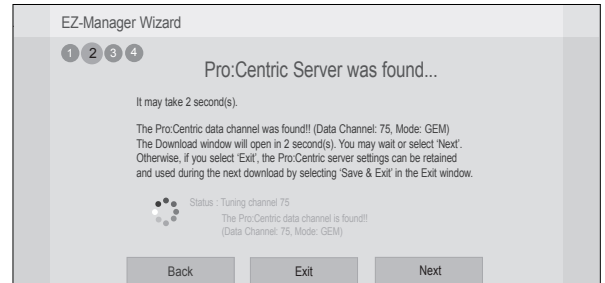 EZ-Manager Wizard
1 2 3 4
Pro:Centric Server was found...
It may take 2 second(s).
The Pro:Centric data channel was found!! (Data Channel: 75, Mode: GEM)
The Download window will open in 2 second(s). You may wait or select ‘Next’.
Otherwise, if you select ‘Exit’, the Pro:Centric server settings can be retained
and used during the next download by selecting ‘Save & Exit’ in the Exit window.
Status : Tuning channel 75
The Pro:Centric data channel is found!!
(Data Channel: 75, Mode: GEM)
Back Exit Next